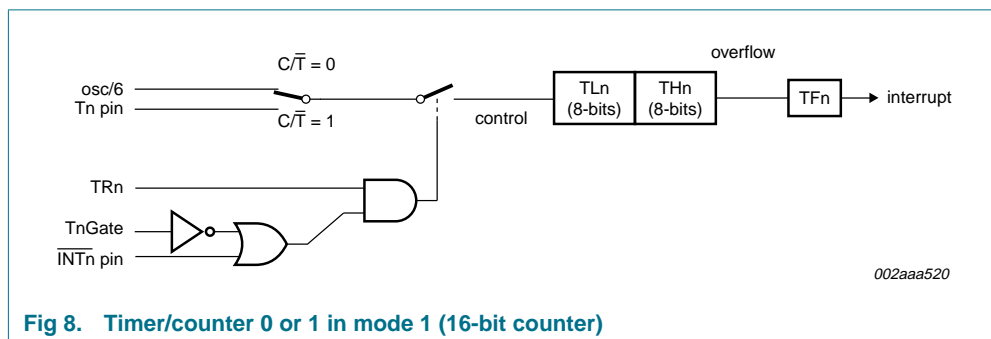 overflow
C/T̅ = 0
osc/6
Tn pin
C/T̅ = 1
control
TLn
(8-bits)
THn
(8-bits)
TFn
interrupt
TRn
TnGate
I̅N̅T̅n̅ pin
002aaa520
Fig 8. Timer/counter 0 or 1 in mode 1 (16-bit counter)